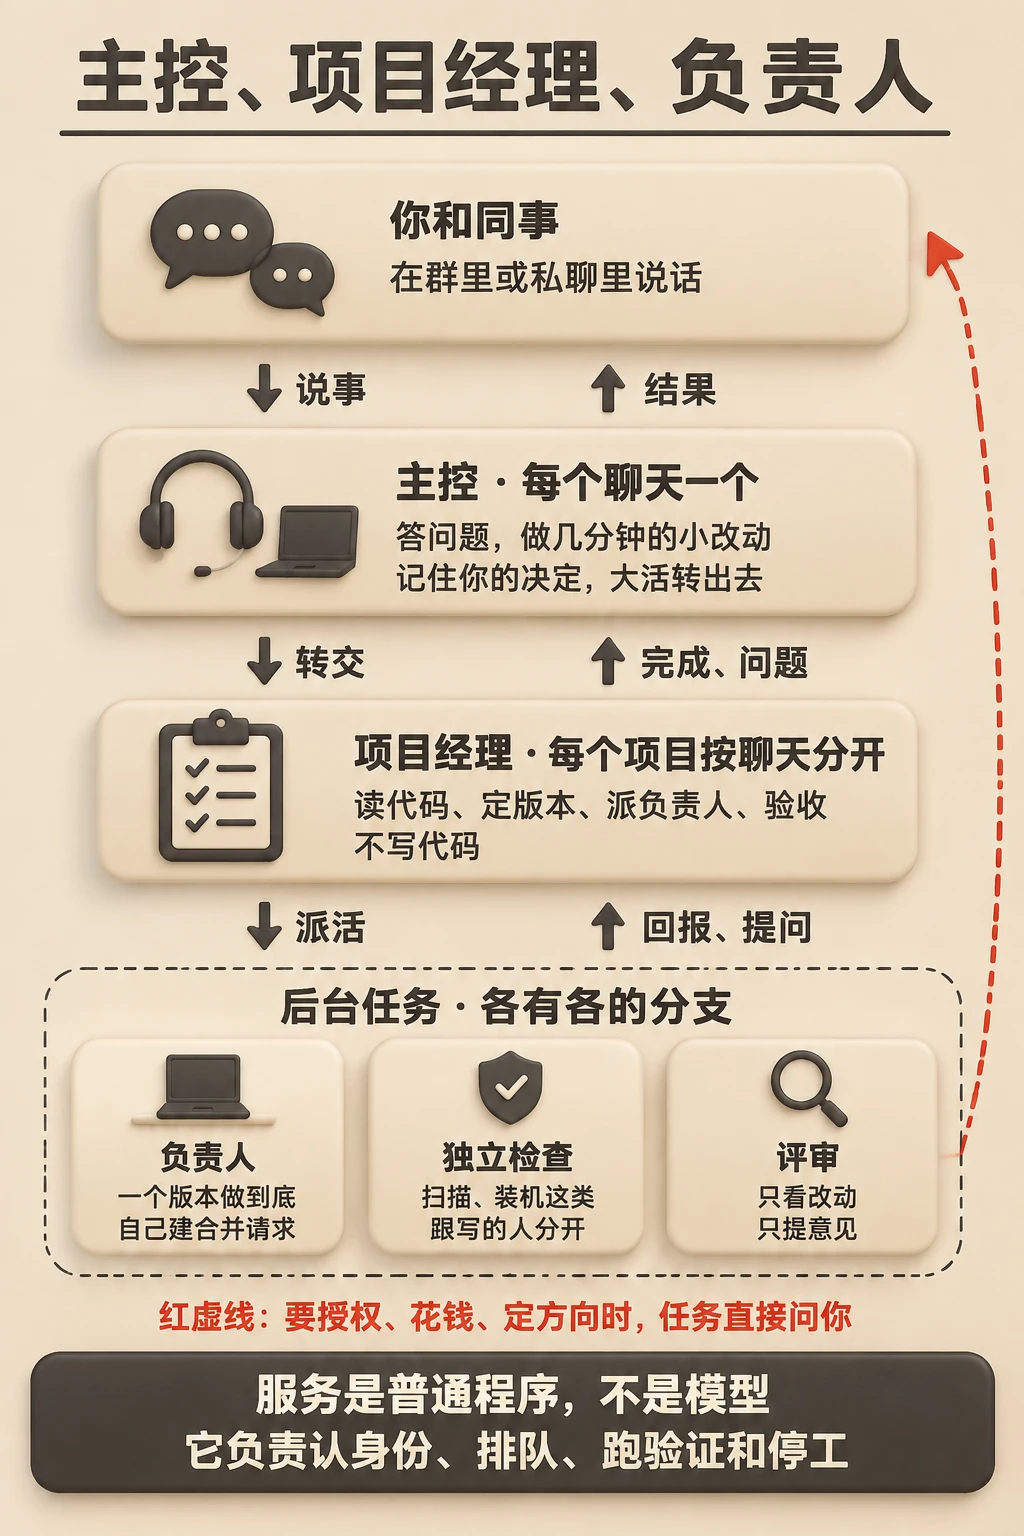 主控、项目经理、负责人
你和同事
在群里或私聊里说话
说事
结果
主控 · 每个聊天一个
答问题，做几分钟的小改动
记住你的决定，大活转出去
转交
完成、问题
项目经理 · 每个项目按聊天分开
读代码、定版本、派负责人、验收
不写代码
派活
回报、提问
后台任务 · 各有各的分支
负责人
一个版本做到底
自己建合并请求
独立检查
扫描、装机这类
跟写的人分开
评审
只看改动
只提意见
红虚线：要授权、花钱、定方向时，任务直接问你
服务是普通程序，不是模型
它负责认身份、排队、跑验证和停工